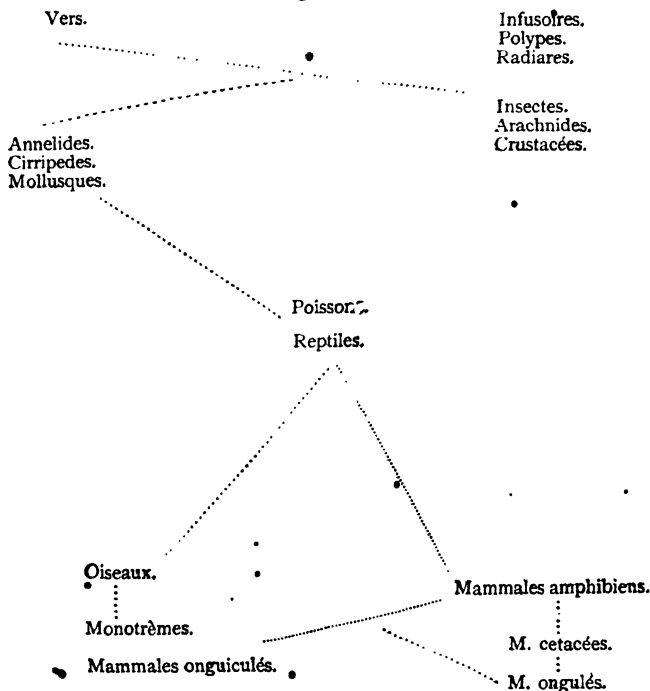 Vers.
Infusoires.
Polypes.
Radiares.
Insectes.
Arachnides.
Crustacées.
Annelides.
Cirripedes.
Mollusques.
Poissons
Reptiles.
Oiseaux.
Mammales amphibiens.
Monotrèmes.
M. cetacées.
Mammales onguiculés.
M. ongulés.